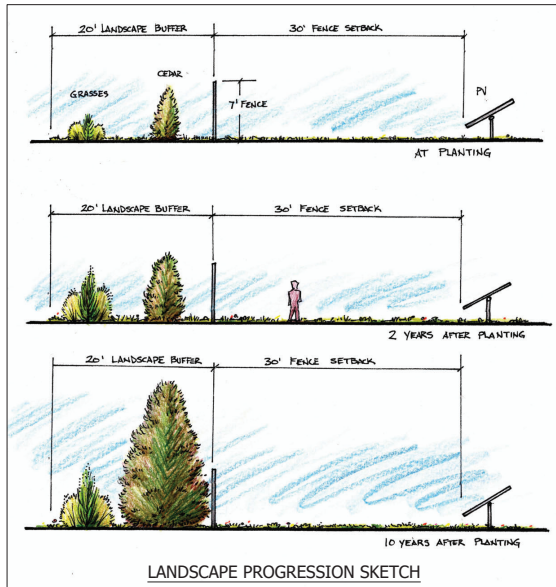 20' LANDSCAPE BUFFER 30' FENCE SETBACK
GRASSES CEDAR 7' FENCE PV
AT PLANTING
20' LANDSCAPE BUFFER 30' FENCE SETBACK
2 YEARS AFTER PLANTING
20' LANDSCAPE BUFFER 30' FENCE SETBACK
10 YEARS AFTER PLANTING
LANDSCAPE PROGRESSION SKETCH